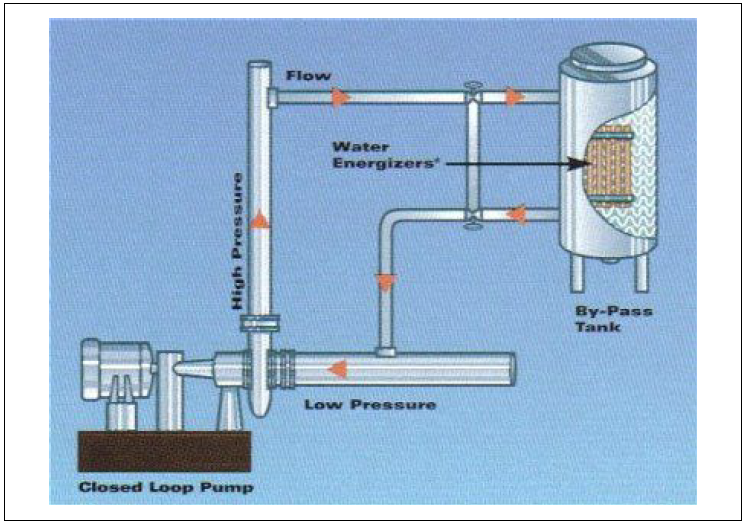 Flow
Water
Energizers*
High Pressure
By-Pass
Tank
Low Pressure
Closed Loop Pump